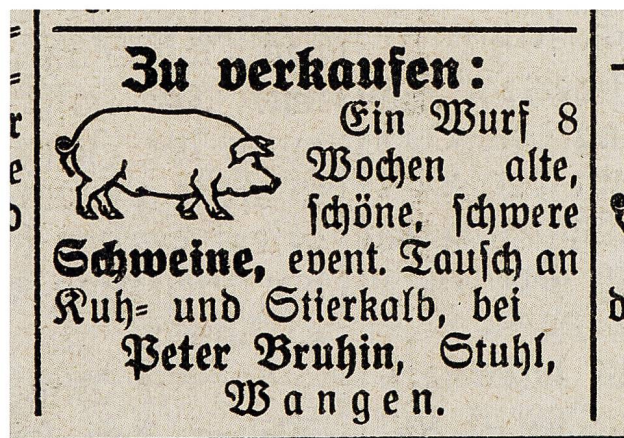 Zu verkaufen:
Ein Wurf 8
Wochen alte,
schöne, schwere
Schweine, event. Tausch an
Kuh= und Stierkalb, bei
Peter Bruhin, Stuhl,
Wangen.